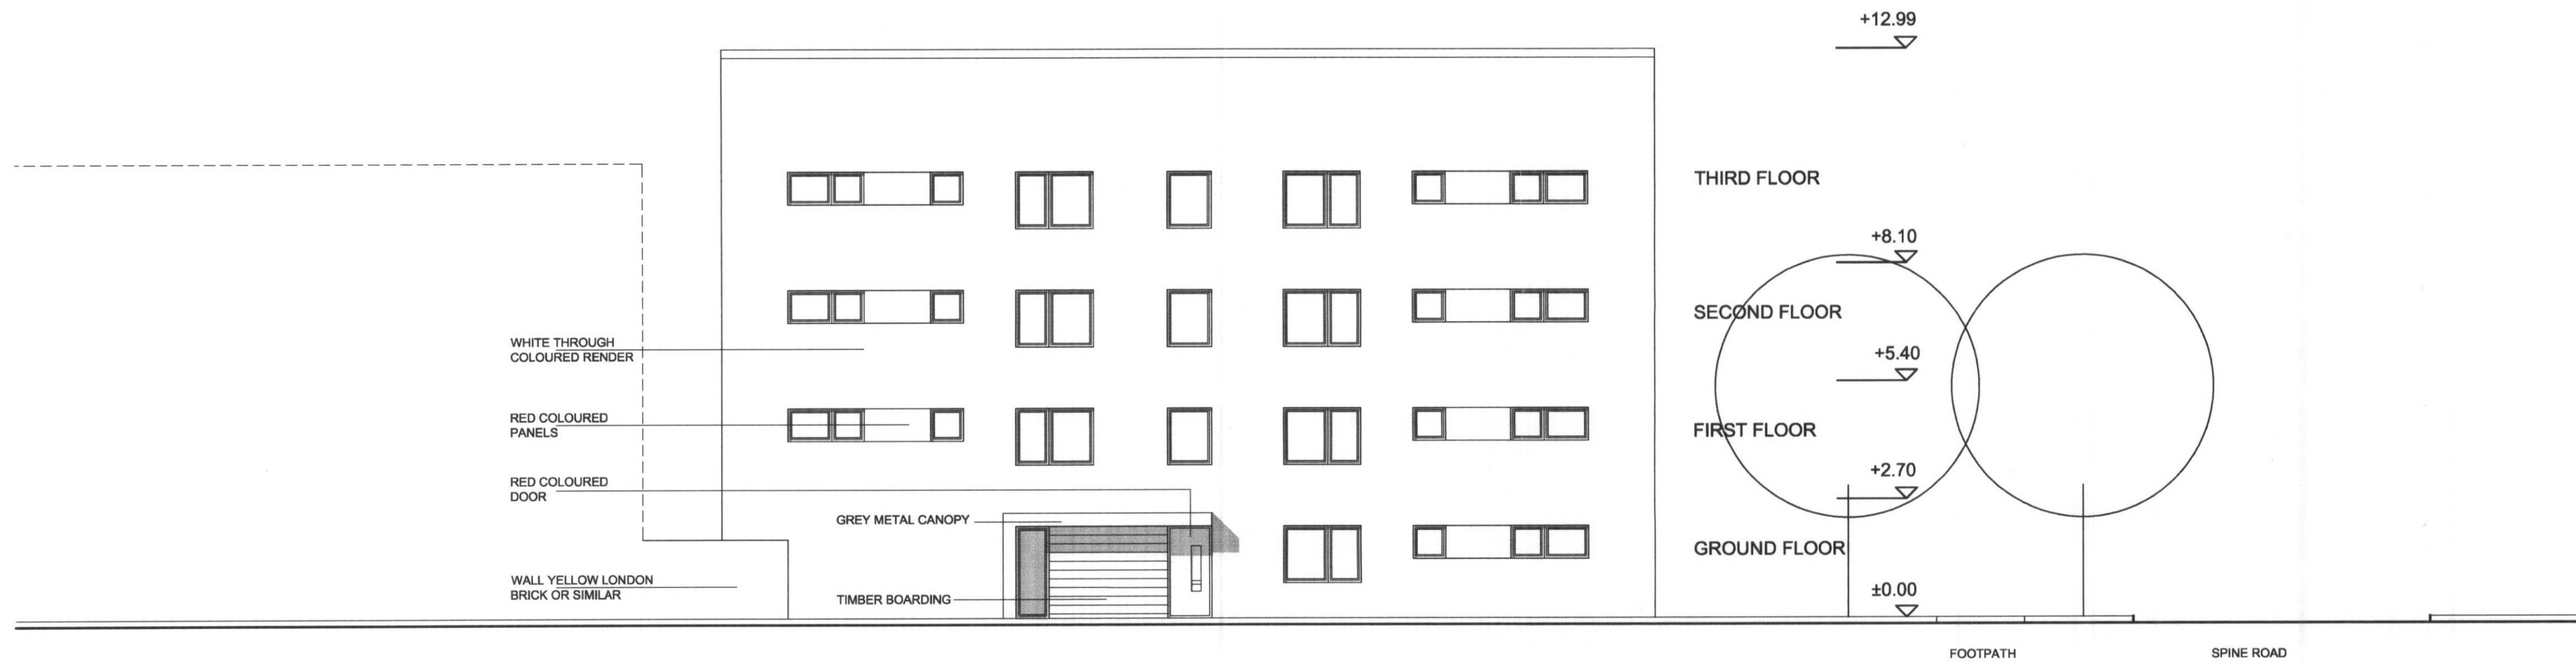 +12.99
THIRD FLOOR
+8.10
SECOND FLOOR
WHITE THROUGH
COLOURED RENDER
+5.40
RED COLOURED
PANELS
FIRST FLOOR
+2.70
RED COLOURED
DOOR
GREY METAL CANOPY
GROUND FLOOR
WALL YELLOW LONDON
BRICK OR SIMILAR
TIMBER BOARDING
±0.00
FOOTPATH
SPINE ROAD